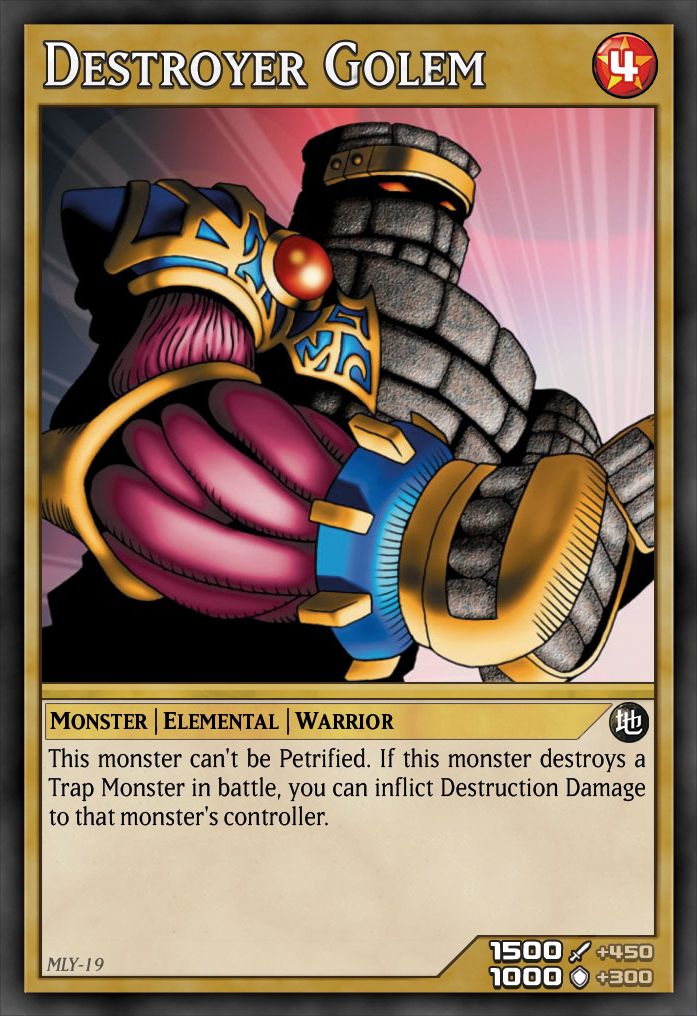 Destroyer Golem
4
Monster | Elemental | Warrior
This monster can't be Petrified. If this monster destroys a
Trap Monster in battle, you can inflict Destruction Damage
to that monster's controller.
1500 +450
MLY-19
1000 +300